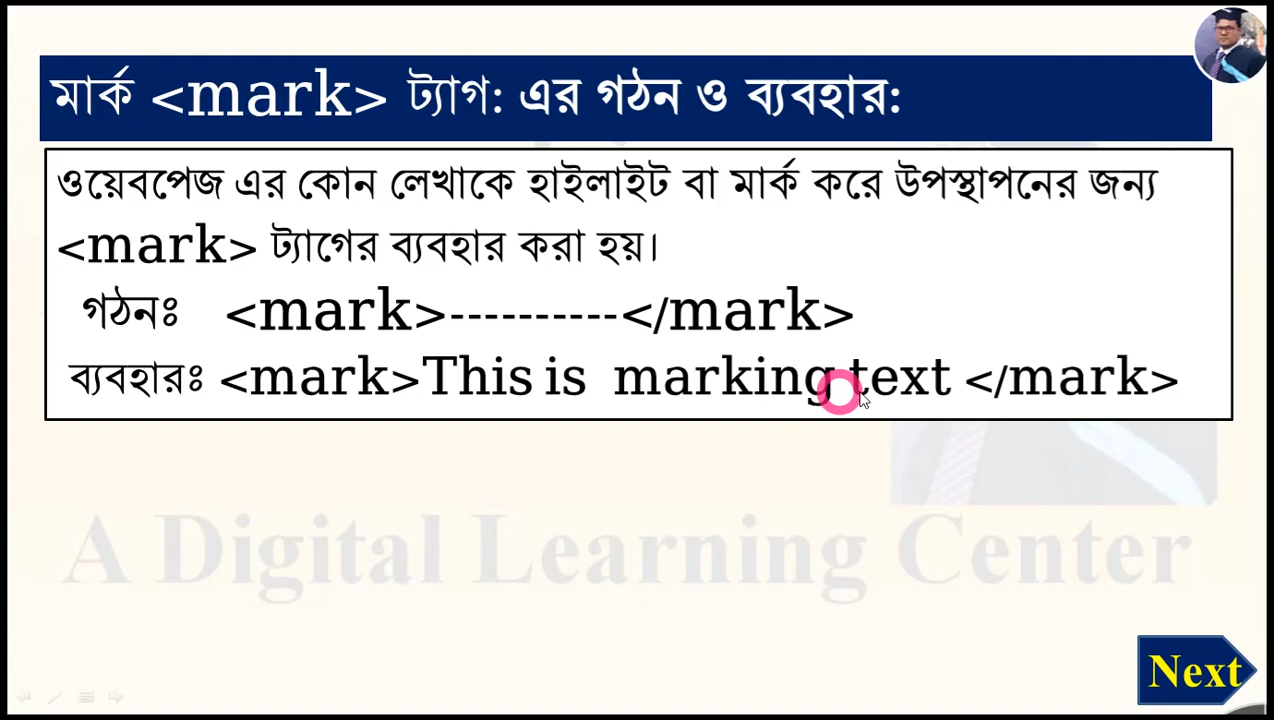 মার্ক <mark> ট্যাগ: এর গঠন ও ব্যবহার:
ওয়েবপেজ এর কোন লেখাকে হাইলাইট বা মার্ক করে উপস্থাপনের জন্য
<mark> ট্যাগের ব্যবহার করা হয়।
গঠনঃ <mark>----------</mark>
ব্যবহারঃ <mark>This is marking text </mark>
A Digital Learning Center
Next